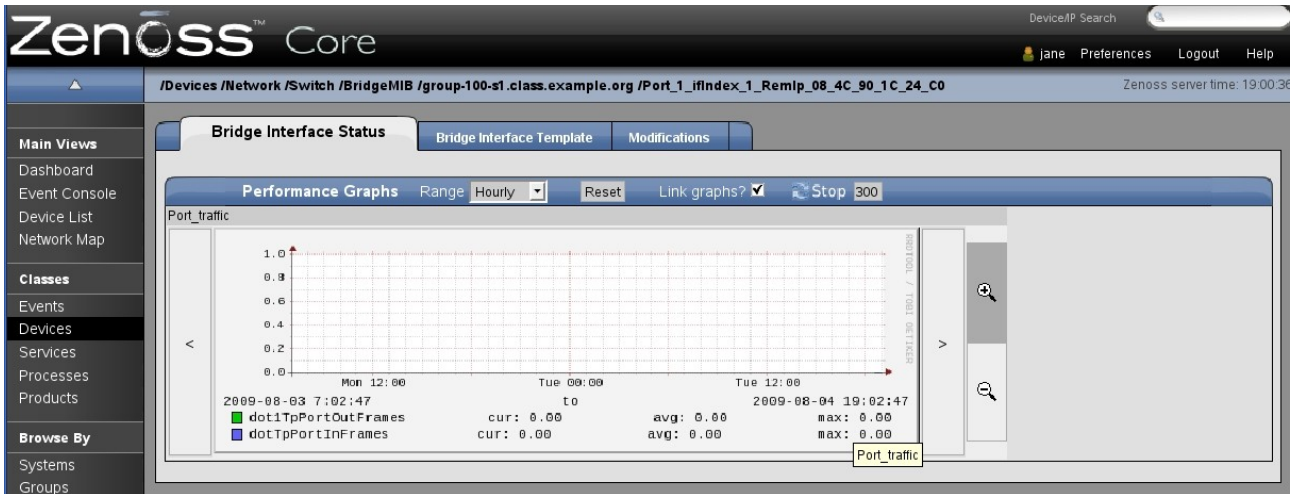 Zenoss™ Core
Device/IP Search
jane Preferences Logout Help
/Devices /Network /Switch /BridgeMIB /group-100-s1.class.example.org /Port_1_ifIndex_1_RemIp_08_4C_90_1C_24_C0
Zenoss server time: 19:00:36
Main Views
Dashboard
Event Console
Device List
Network Map
Classes
Events
Devices
Services
Processes
Products
Browse By
Systems
Groups
Bridge Interface Status
Bridge Interface Template
Modifications
Performance Graphs Range Hourly Reset Link graphs? Stop 300
Port_traffic
1.0
0.8
0.6
0.4
0.2
0.0
Mon 12:00 Tue 00:00 Tue 12:00
2009-08-03 7:02:47 to 2009-08-04 19:02:47
dot1TpPortOutFrames cur: 0.00 avg: 0.00 max: 0.00
dotTpPortInFrames cur: 0.00 avg: 0.00 max: 0.00
RRDTOOL / TOBI OETIKER
<
>
Port_traffic